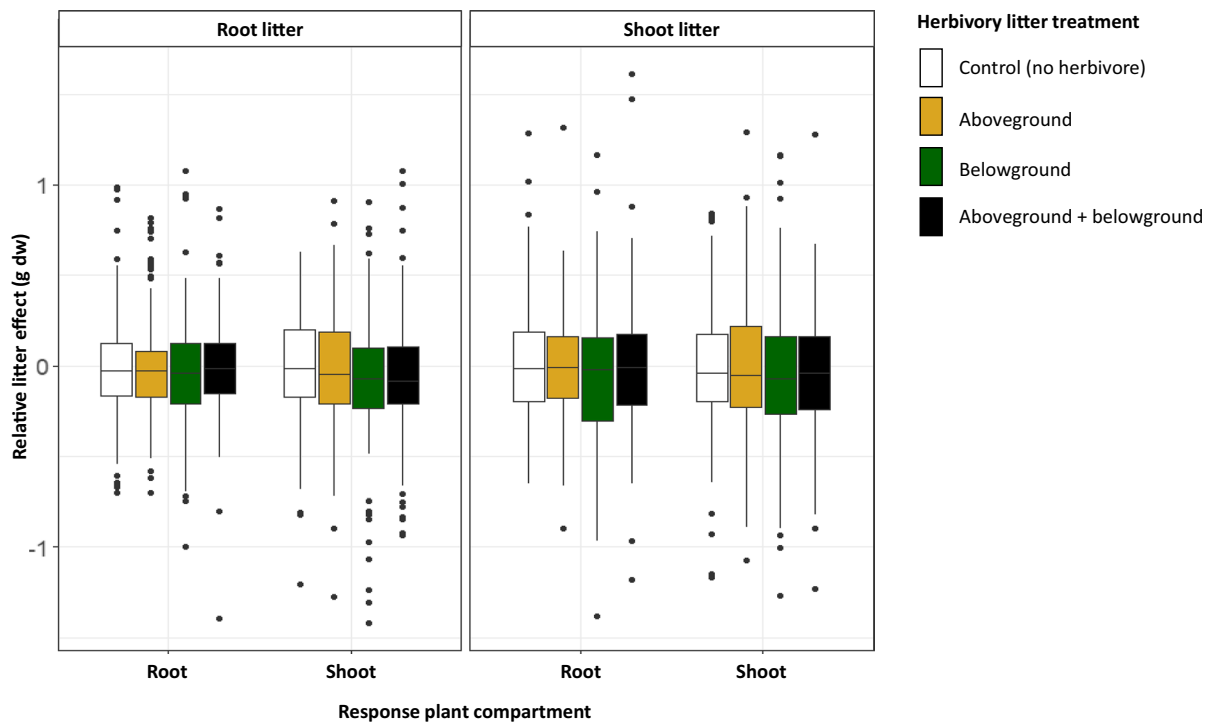 Root litter
Shoot litter
Herbivory litter treatment
Control (no herbivore)
Aboveground
Belowground
Aboveground + belowground
Relative litter effect (g dw)
1
0
-1
Root
Shoot
Root
Shoot
Response plant compartment